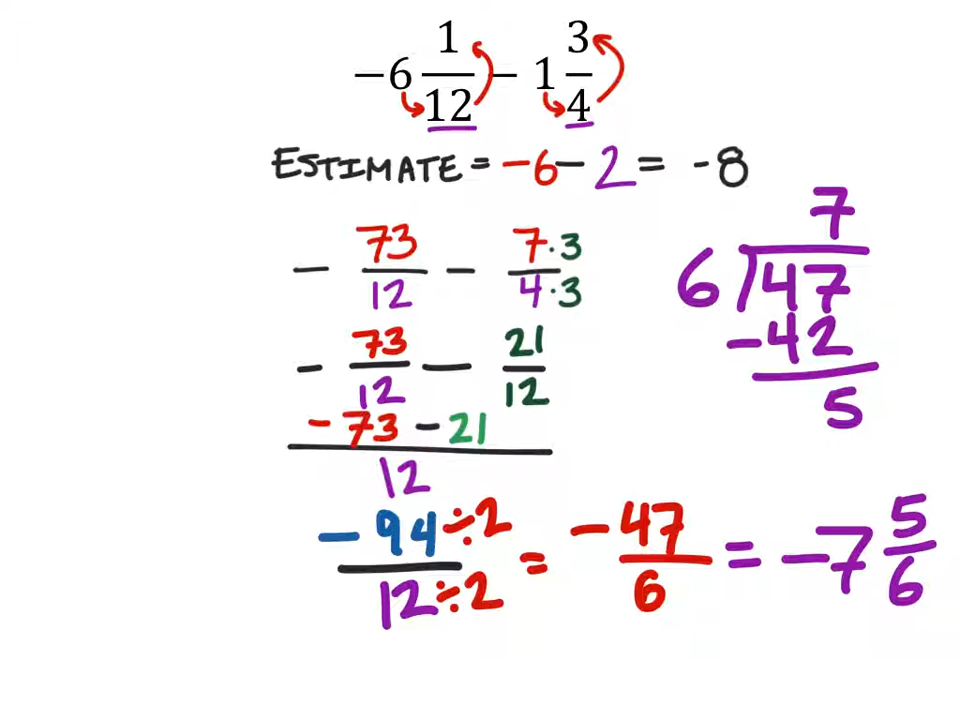 −6 1/12 − 1 3/4
ESTIMATE = -6 - 2 = -8
- 73/12 - 7·3/4·3
- 73/12 - 21/12
-73 - 21
12
-94÷2/12÷2 = -47/6 = -7 5/6
7
6)47
-42
5